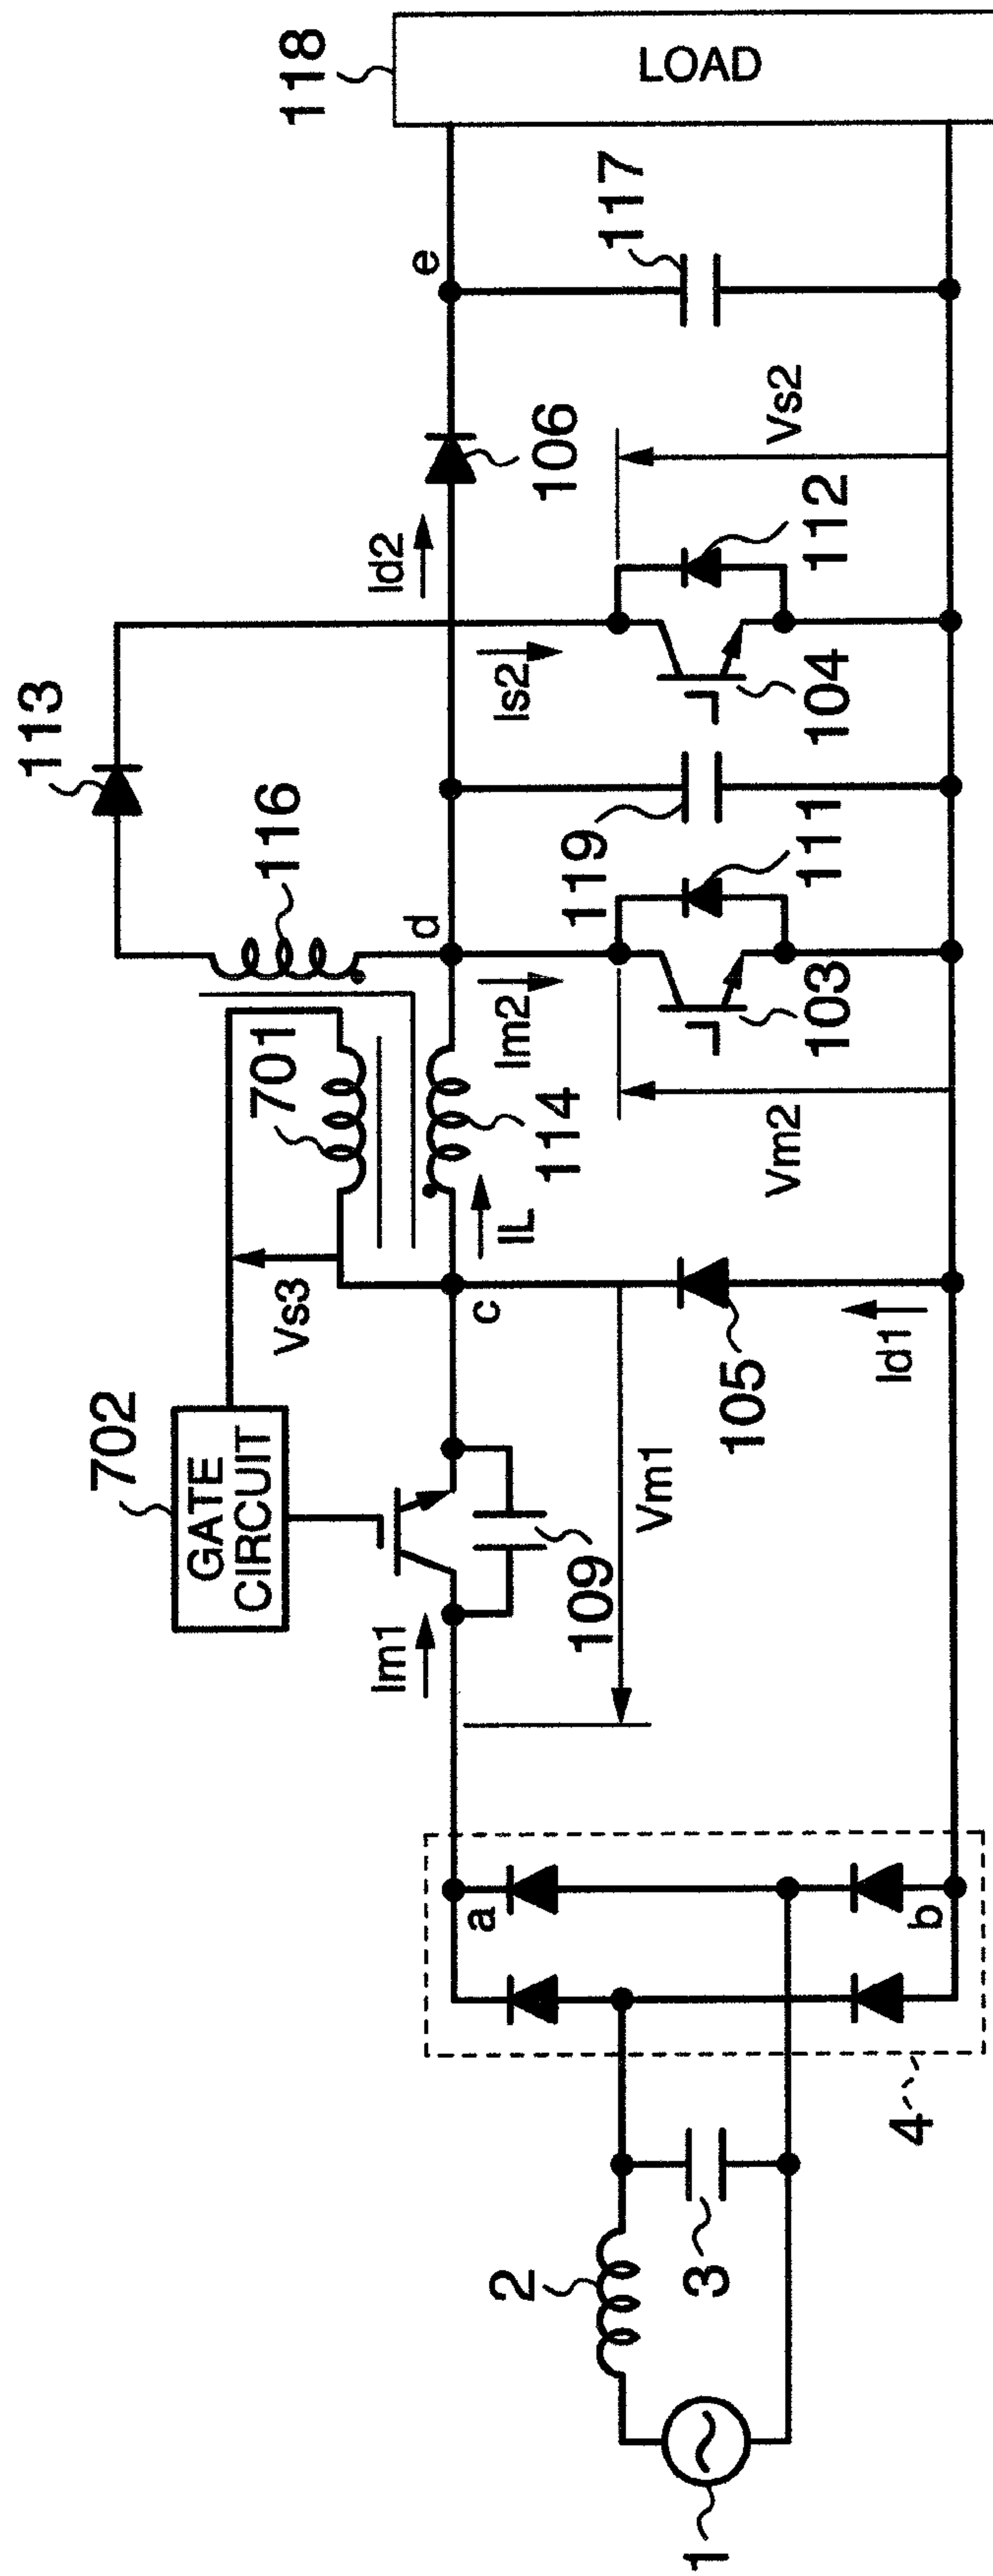 118
LOAD
113
116
e
117
Id2
106
Vs2
d
119
Is2
112
104
701
114
Im2
111
103
Vm2
702
GATE
CIRCUIT
Vs3
IL
c
105
Id1
Im1
109
Vm1
a
b
4
2
3
1